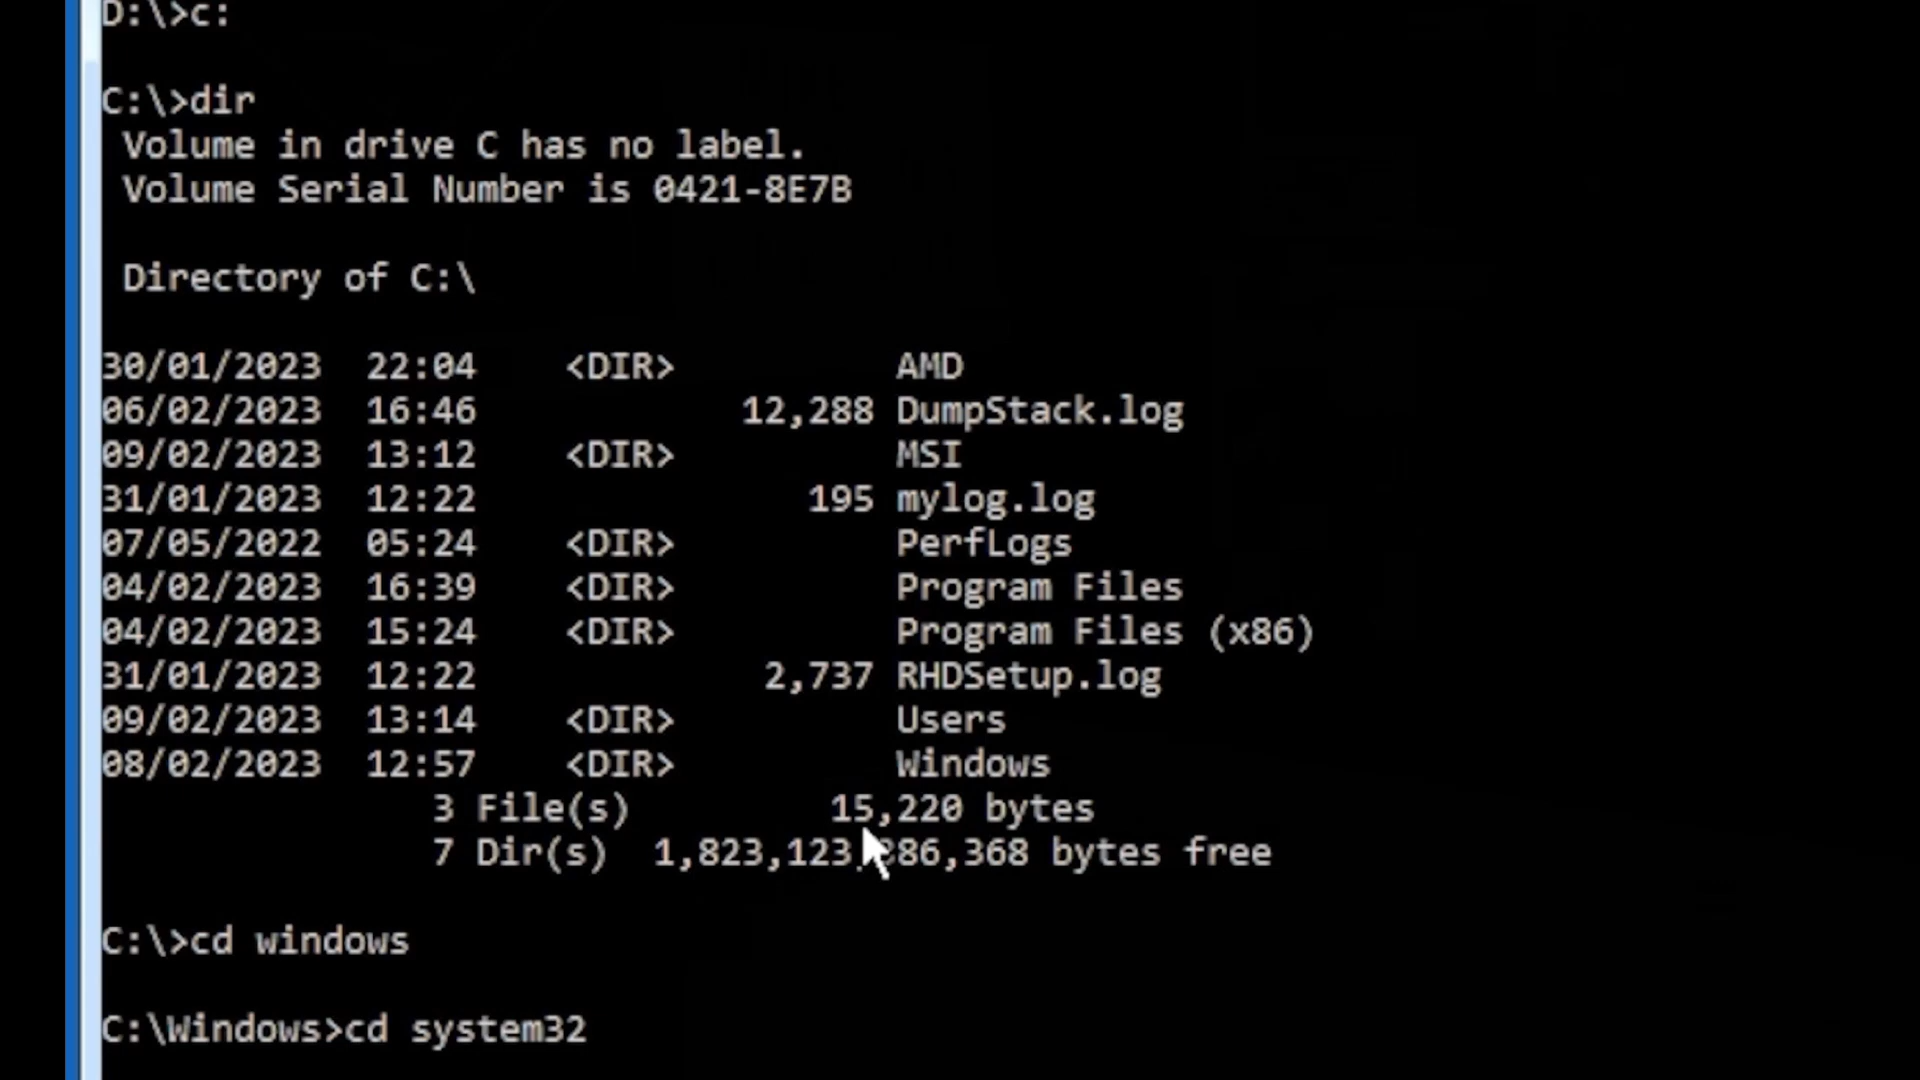 D:\>c:
C:\>dir
Volume in drive C has no label.
Volume Serial Number is 0421-8E7B
Directory of C:\
30/01/2023 22:04 <DIR> AMD
06/02/2023 16:46 12,288 DumpStack.log
09/02/2023 13:12 <DIR> MSI
31/01/2023 12:22 195 mylog.log
07/05/2022 05:24 <DIR> PerfLogs
04/02/2023 16:39 <DIR> Program Files
04/02/2023 15:24 <DIR> Program Files (x86)
31/01/2023 12:22 2,737 RHDSetup.log
09/02/2023 13:14 <DIR> Users
08/02/2023 12:57 <DIR> Windows
3 File(s) 15,220 bytes
7 Dir(s) bytes free
C:\>cd windows
C:\Windows>cd system32